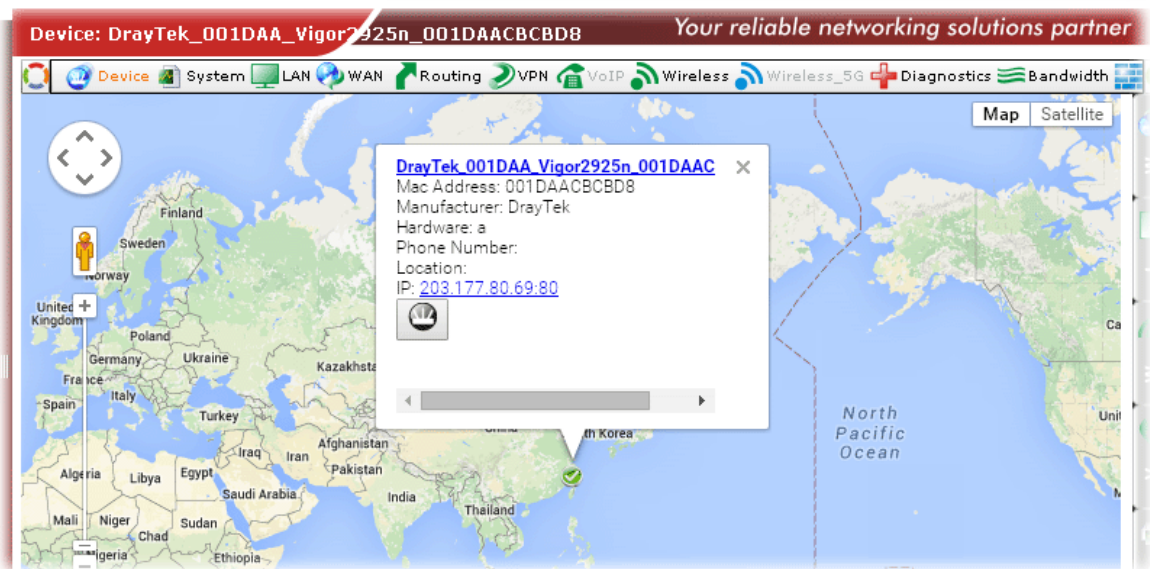 Device: DrayTek_001DAA_Vigor2925n_001DAACBCBD8
Your reliable networking solutions partner
Device System LAN WAN Routing VPN VoIP Wireless Wireless_5G Diagnostics Bandwidth
Map Satellite
DrayTek_001DAA_Vigor2925n_001DAAC
Mac Address: 001DAACBCBD8
Manufacturer: DrayTek
Hardware: a
Phone Number:
Location:
IP: 203.177.80.69:80
Finland
Sweden
Norway
United
Kingdom
Poland
Germany
Ukraine
Kazakhsta
France
Italy
Spain
Turkey
North
Pacific
Ocean
Unit
Ca
th Korea
Afghanistan
Iraq
Iran
Pakistan
Algeria
Libya
Egypt
Saudi Arabia
India
Thailand
Mali
Niger
Chad
Sudan
Ethiopia